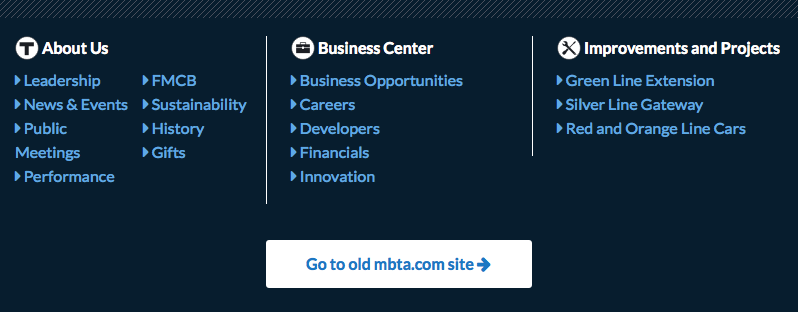 About Us
Leadership
News & Events
Public
Meetings
Performance
FMCB
Sustainability
History
Gifts
Business Center
Business Opportunities
Careers
Developers
Financials
Innovation
Improvements and Projects
Green Line Extension
Silver Line Gateway
Red and Orange Line Cars
Go to old mbta.com site